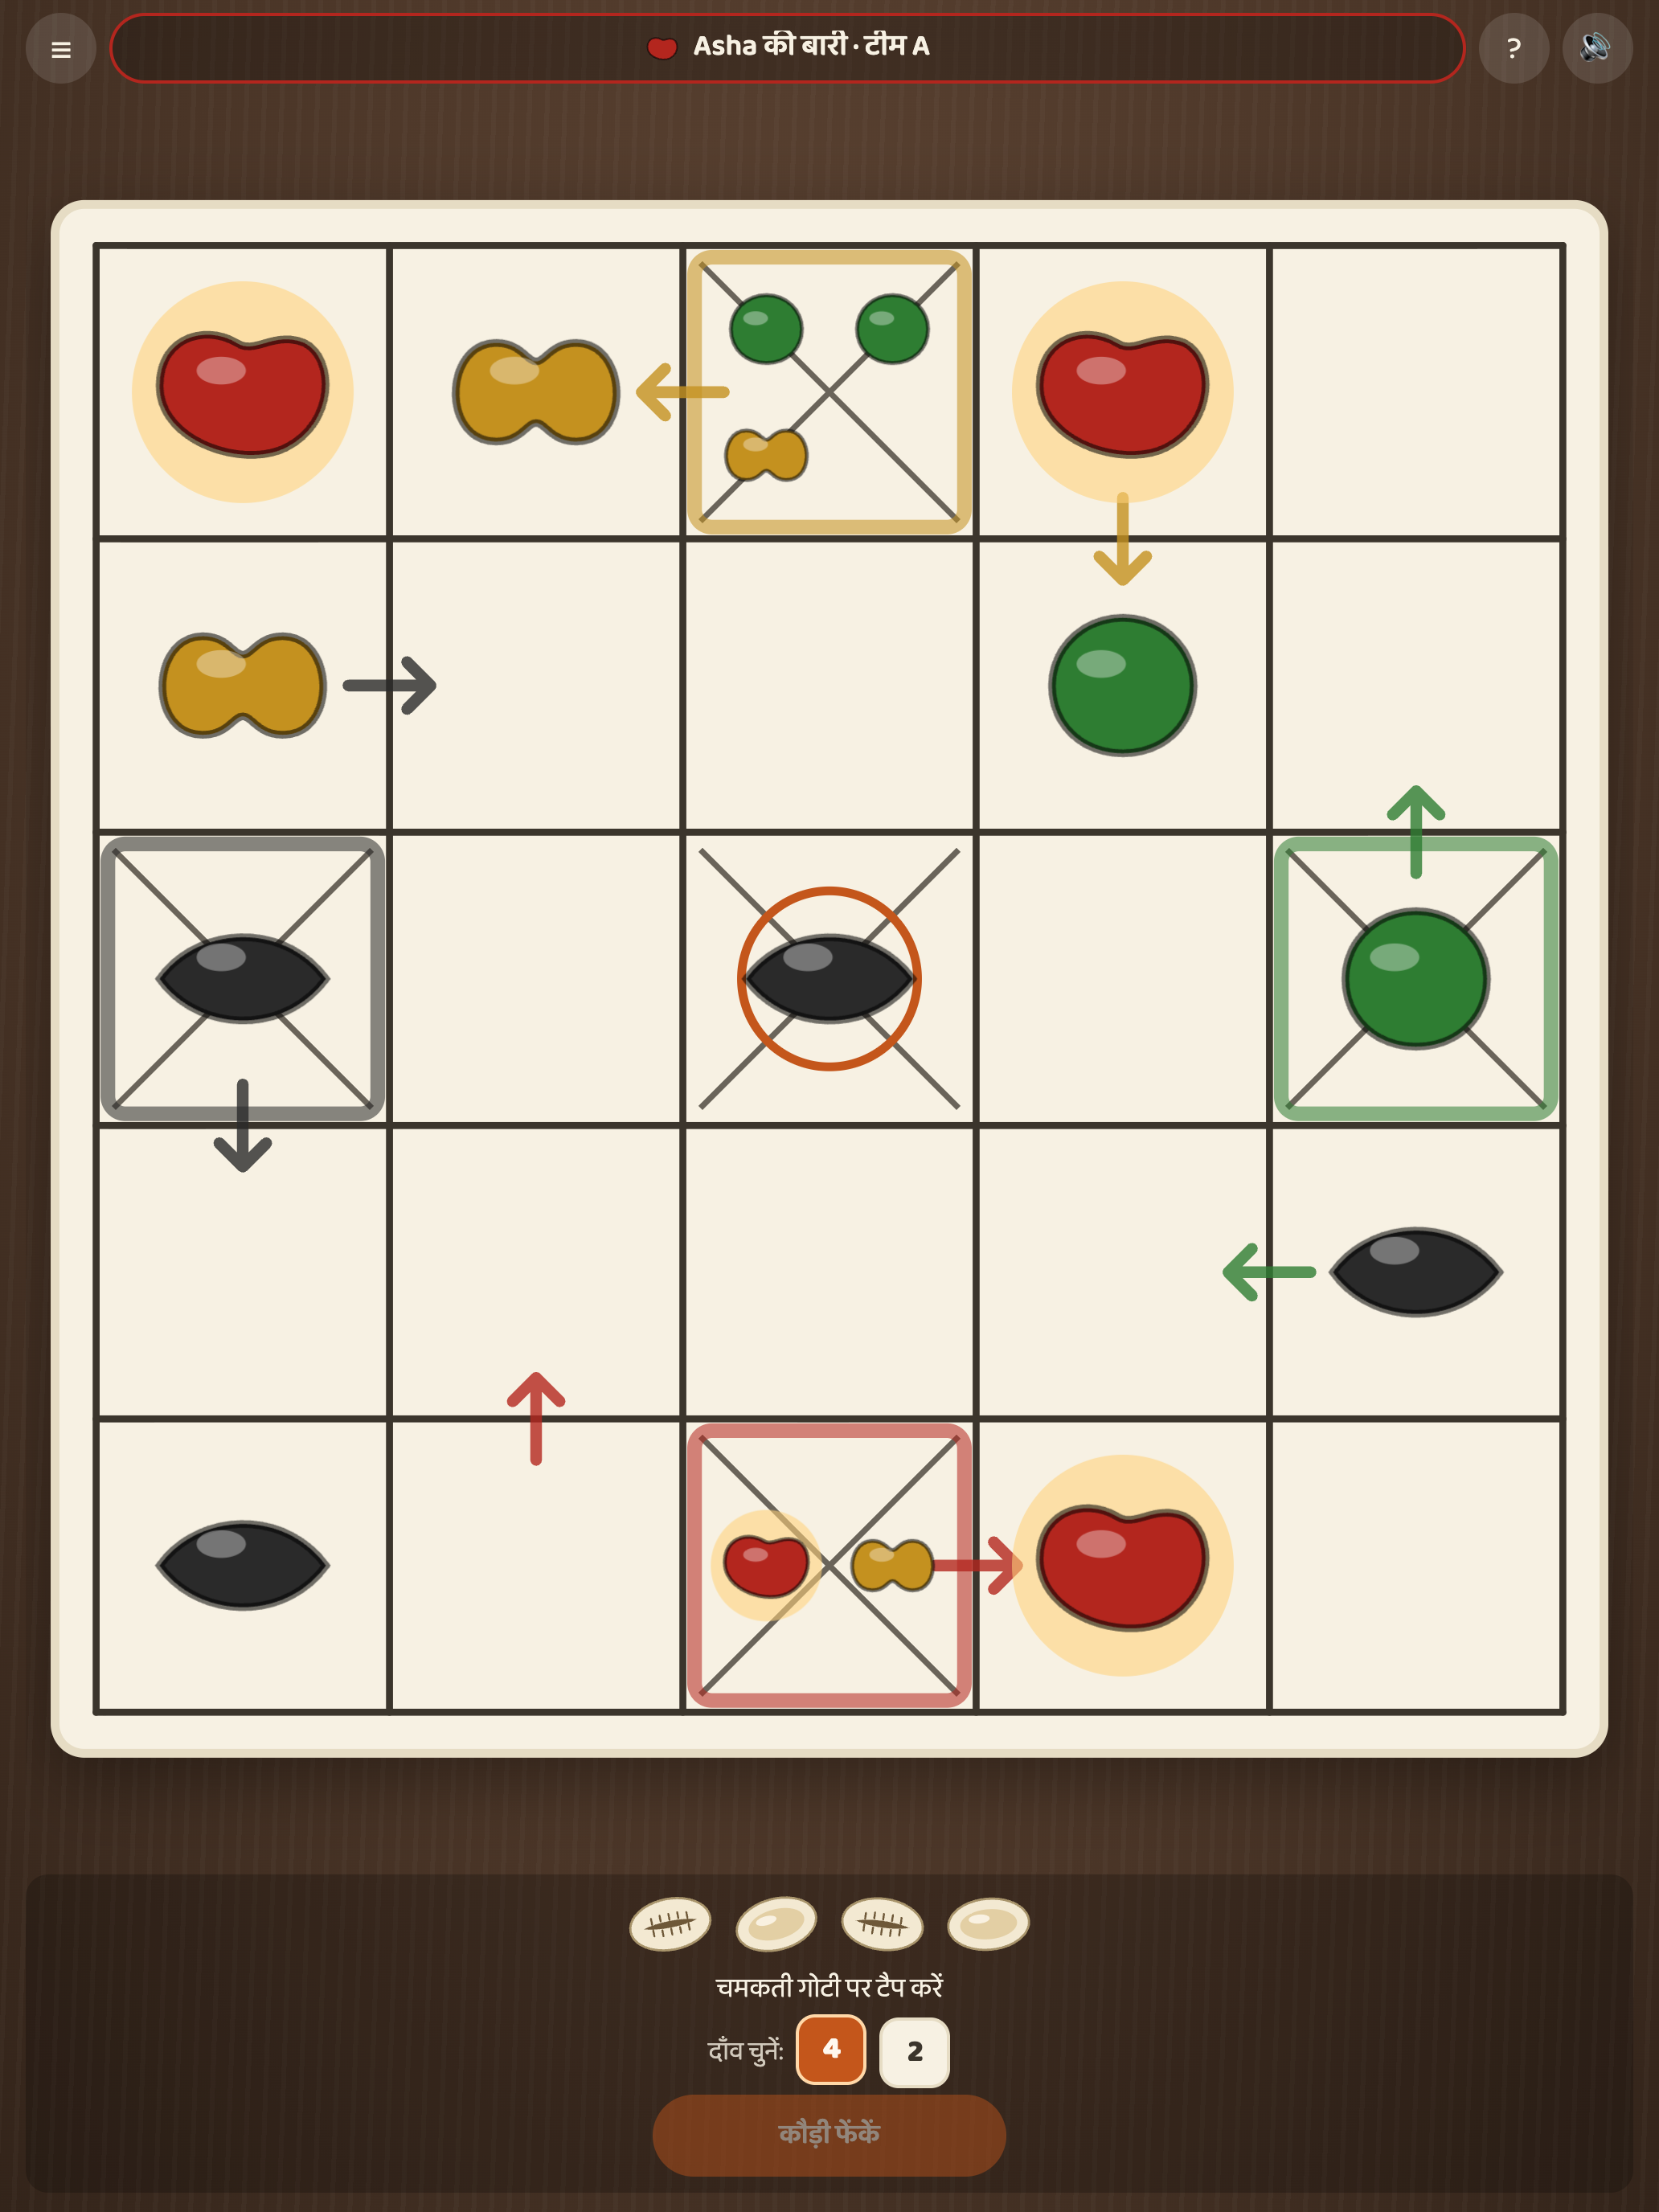 Asha की बारी · टीम A
?
चमकती गोटी पर टैप करें
दाँव चुनें: 4 2
कौड़ी फेंकें